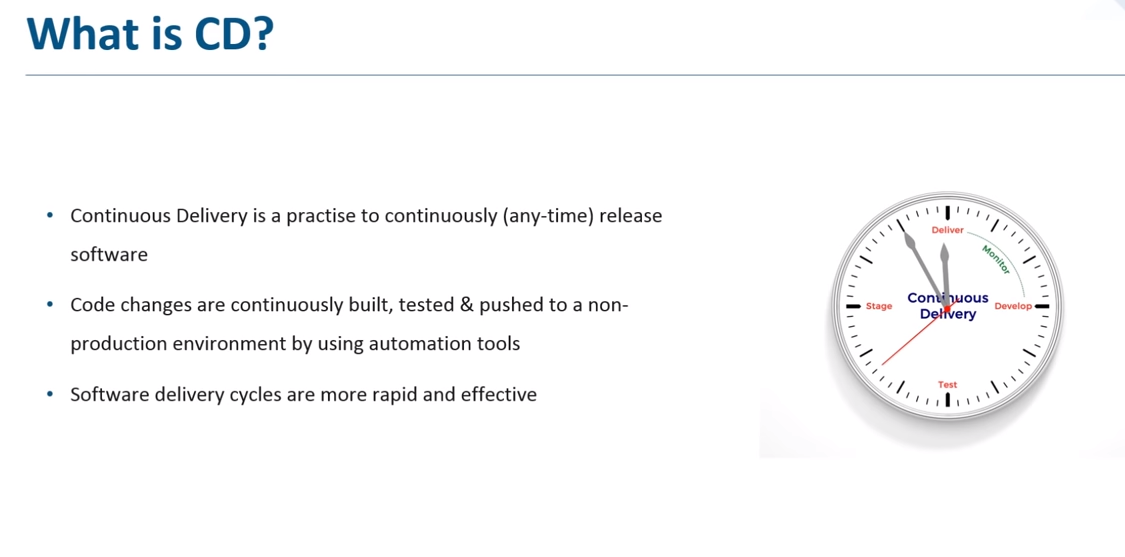 What is CD?
• Continuous Delivery is a practise to continuously (any-time) release
software
• Code changes are continuously built, tested & pushed to a non-
production environment by using automation tools
• Software delivery cycles are more rapid and effective
Deliver
Monitor
Stage
Continuous
Delivery
Develop
Test